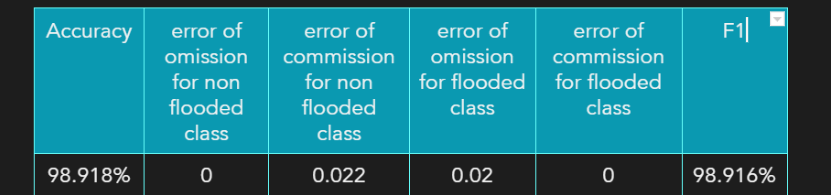 Accuracy
error of
omission
for non
flooded
class
error of
commission
for non
flooded
class
error of
omission
for flooded
class
error of
commission
for flooded
class
F1
98.918%
0
0.022
0.02
0
98.916%